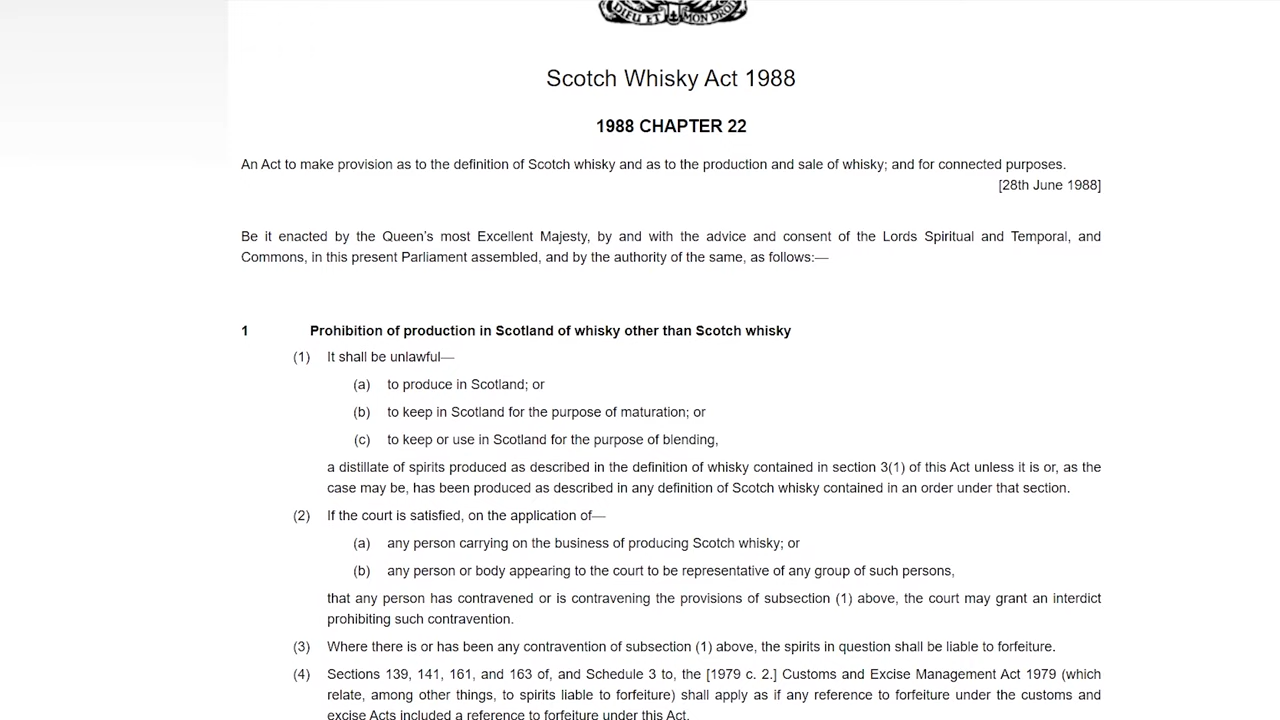 DIEU ET MON DROIT
Scotch Whisky Act 1988
1988 CHAPTER 22
An Act to make provision as to the definition of Scotch whisky and as to the production and sale of whisky; and for connected purposes.
[28th June 1988]
Be it enacted by the Queen’s most Excellent Majesty, by and with the advice and consent of the Lords Spiritual and Temporal, and
Commons, in this present Parliament assembled, and by the authority of the same, as follows:—
1 Prohibition of production in Scotland of whisky other than Scotch whisky
(1) It shall be unlawful—
(a) to produce in Scotland; or
(b) to keep in Scotland for the purpose of maturation; or
(c) to keep or use in Scotland for the purpose of blending,
a distillate of spirits produced as described in the definition of whisky contained in section 3(1) of this Act unless it is or, as the
case may be, has been produced as described in any definition of Scotch whisky contained in an order under that section.
(2) If the court is satisfied, on the application of—
(a) any person carrying on the business of producing Scotch whisky; or
(b) any person or body appearing to the court to be representative of any group of such persons,
that any person has contravened or is contravening the provisions of subsection (1) above, the court may grant an interdict
prohibiting such contravention.
(3) Where there is or has been any contravention of subsection (1) above, the spirits in question shall be liable to forfeiture.
(4) Sections 139, 141, 161, and 163 of, and Schedule 3 to, the [1979 c. 2.] Customs and Excise Management Act 1979 (which
relate, among other things, to spirits liable to forfeiture) shall apply as if any reference to forfeiture under the customs and
excise Acts included a reference to forfeiture under this Act.